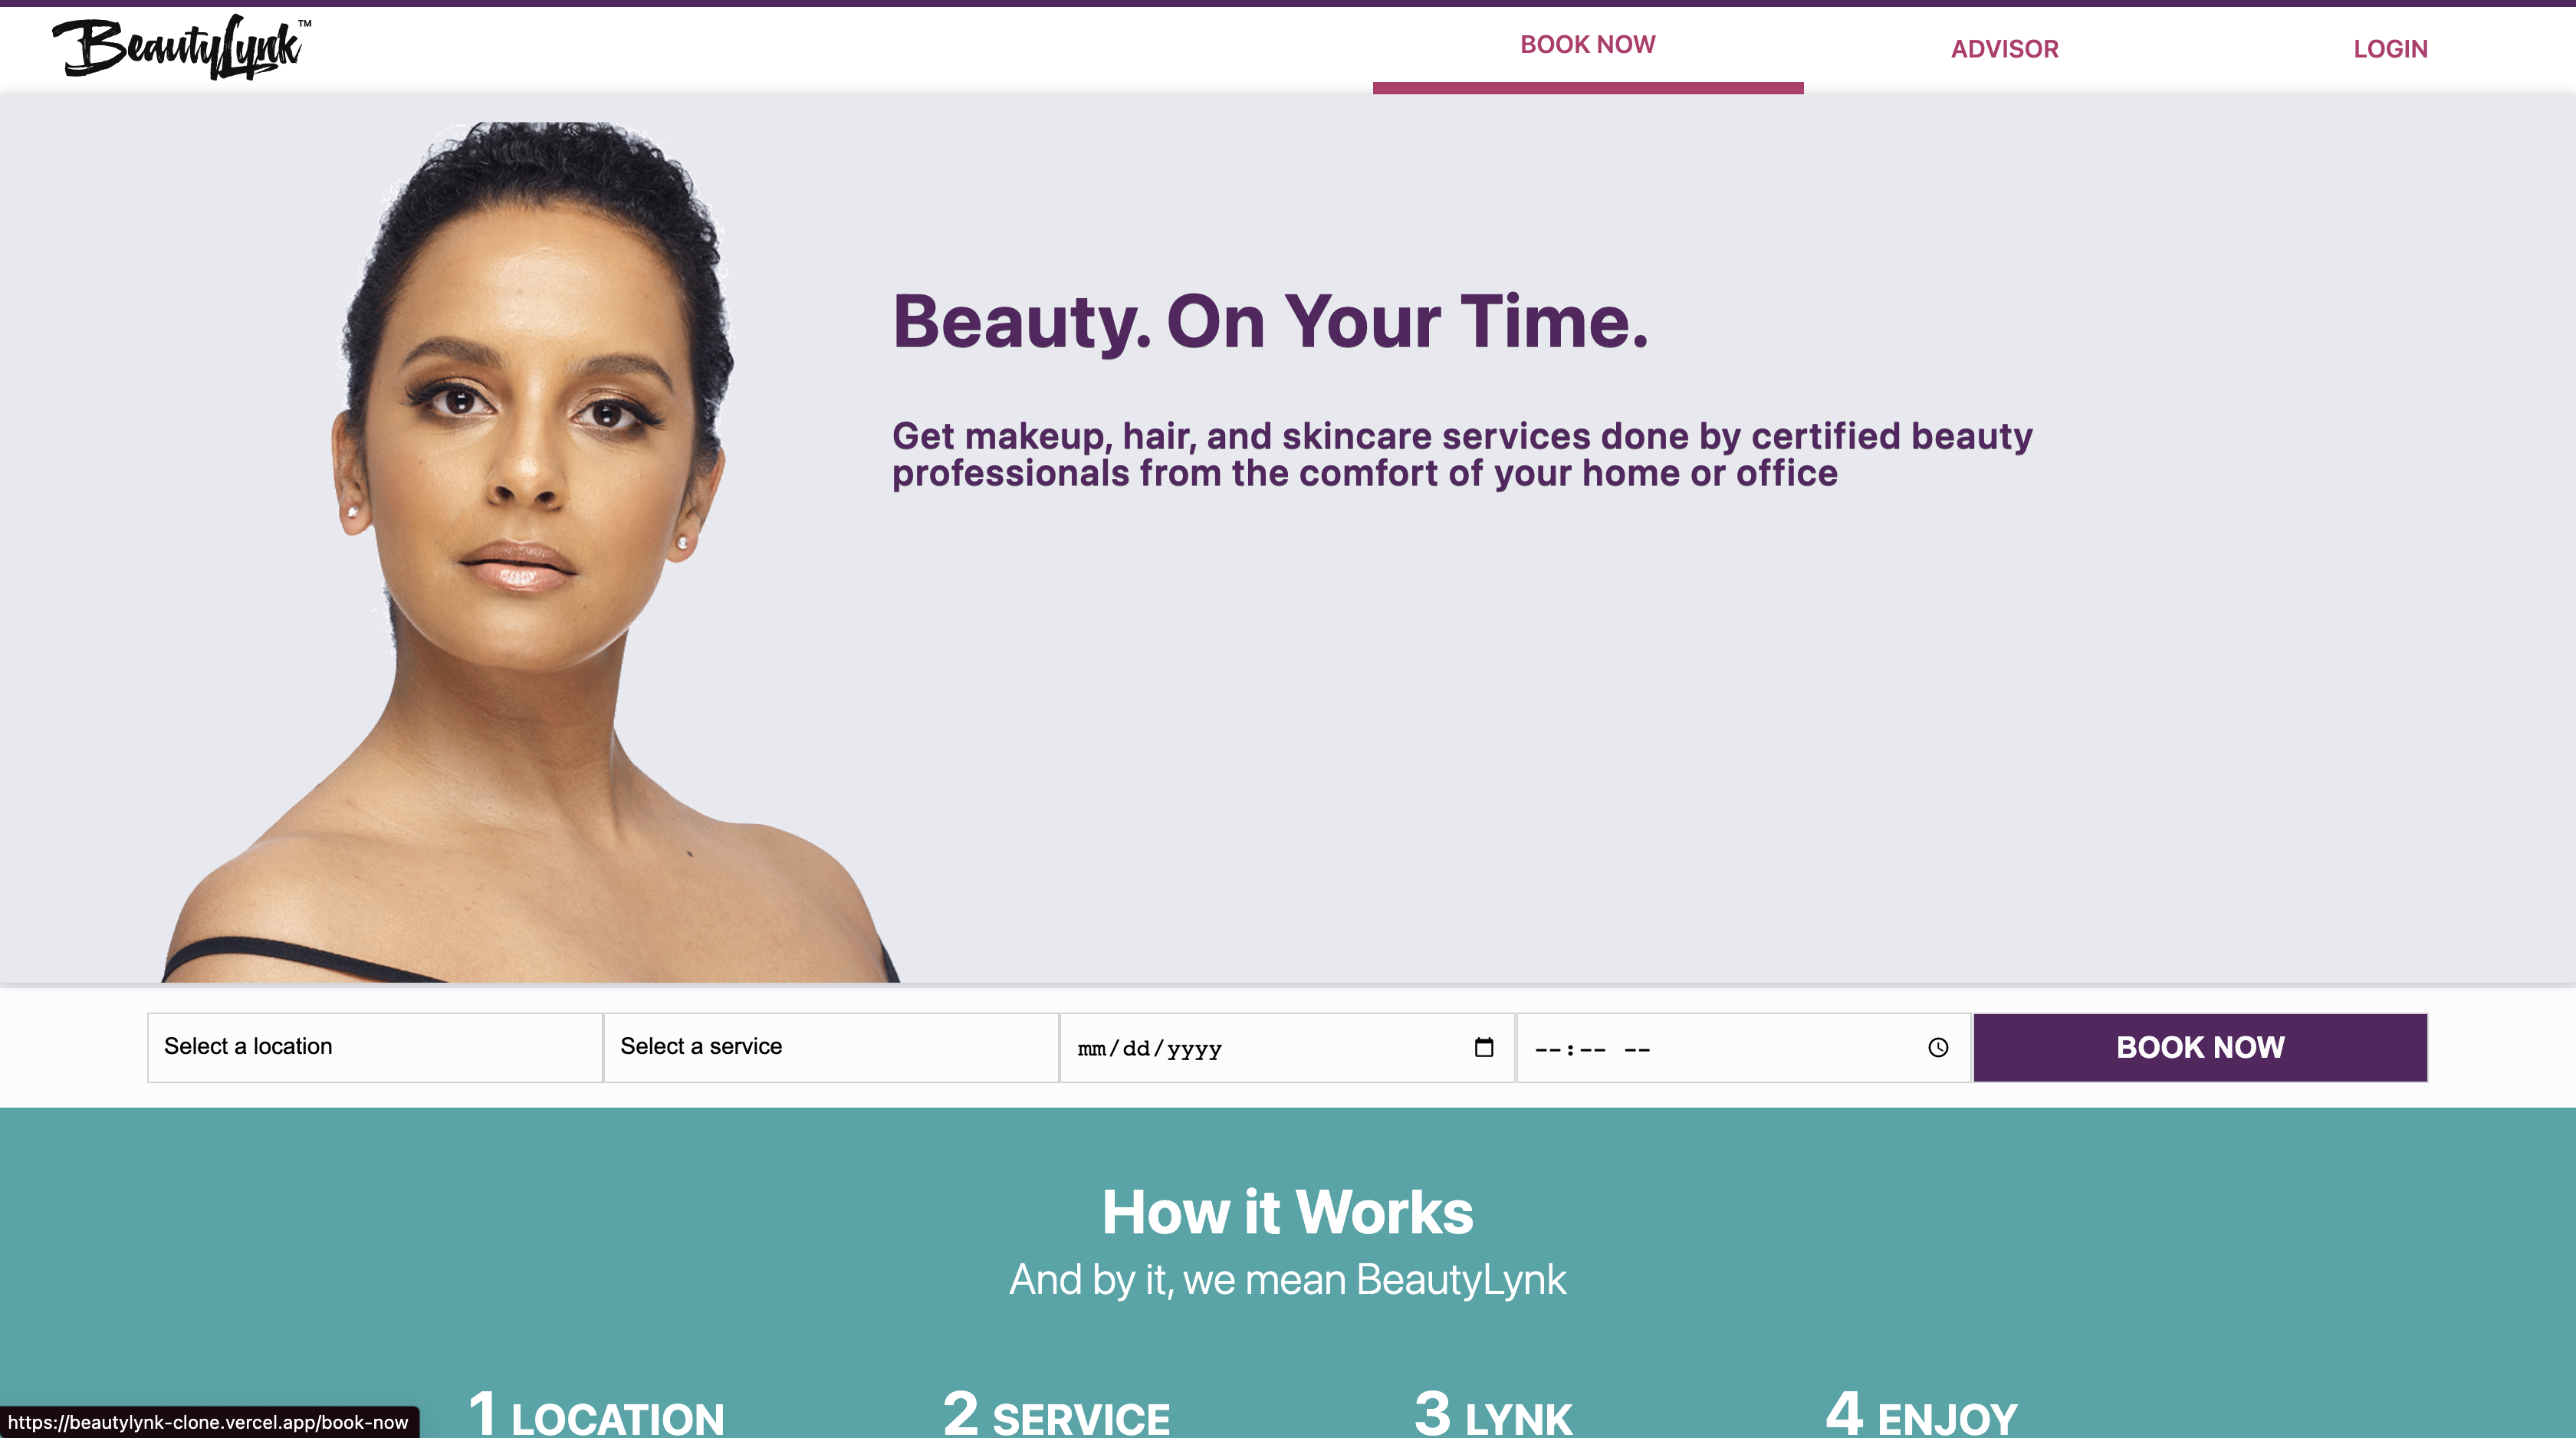 BeautyLynk™
BOOK NOW
ADVISOR
LOGIN
Beauty. On Your Time.
Get makeup, hair, and skincare services done by certified beauty
professionals from the comfort of your home or office
Select a location
Select a service
mm/dd/yyyy
--:-- --
BOOK NOW
How it Works
And by it, we mean BeautyLynk
1 LOCATION
2 SERVICE
3 LYNK
4 ENJOY
https://beautylynk-clone.vercel.app/book-now